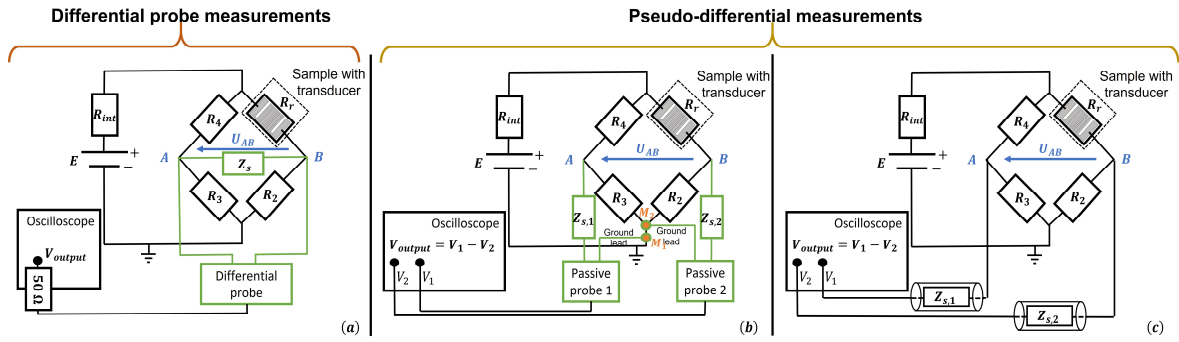 Differential probe measurements
Pseudo-differential measurements
Sample with
transducer
R_int
R_4
R_r
E
+
−
U_AB
A
B
Z_s
R_3
R_2
Oscilloscope
V_output
50 Ω
Differential
probe
(a)
Sample with
transducer
R_int
R_4
R_r
E
+
−
U_AB
A
B
R_3
R_2
Z_s,1
Z_s,2
M_2
M_1
Ground
lead
Ground
lead
Oscilloscope
V_output = V_1 − V_2
V_2
V_1
Passive
probe 1
Passive
probe 2
(b)
Sample with
transducer
R_int
R_4
R_r
E
+
−
U_AB
A
B
R_3
R_2
Oscilloscope
V_output = V_1 − V_2
V_2
V_1
Z_s,1
Z_s,2
(c)